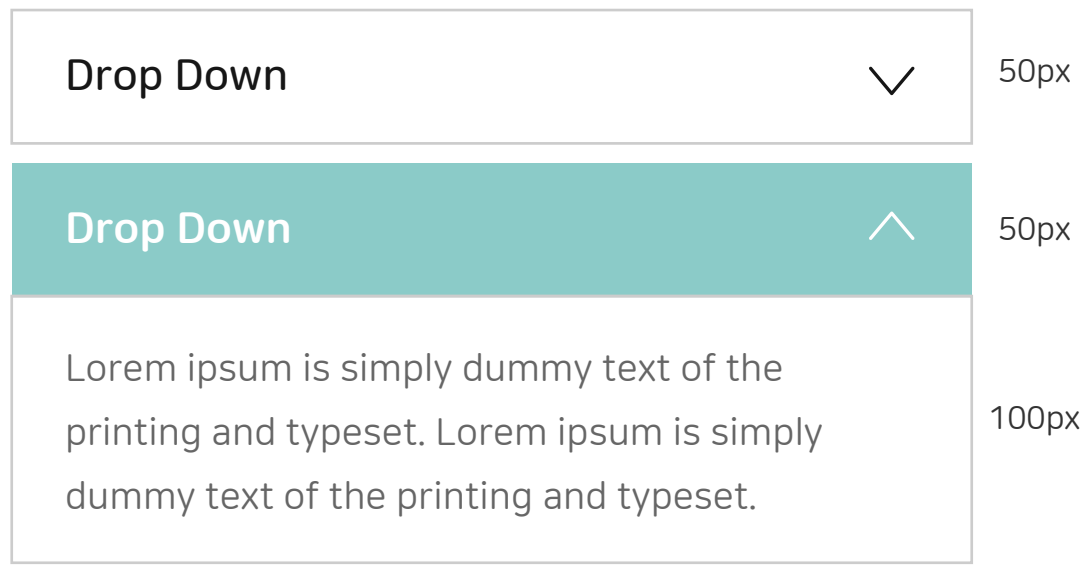 Drop Down
50px
Drop Down
50px
Lorem ipsum is simply dummy text of the
printing and typeset. Lorem ipsum is simply
dummy text of the printing and typeset.
100px